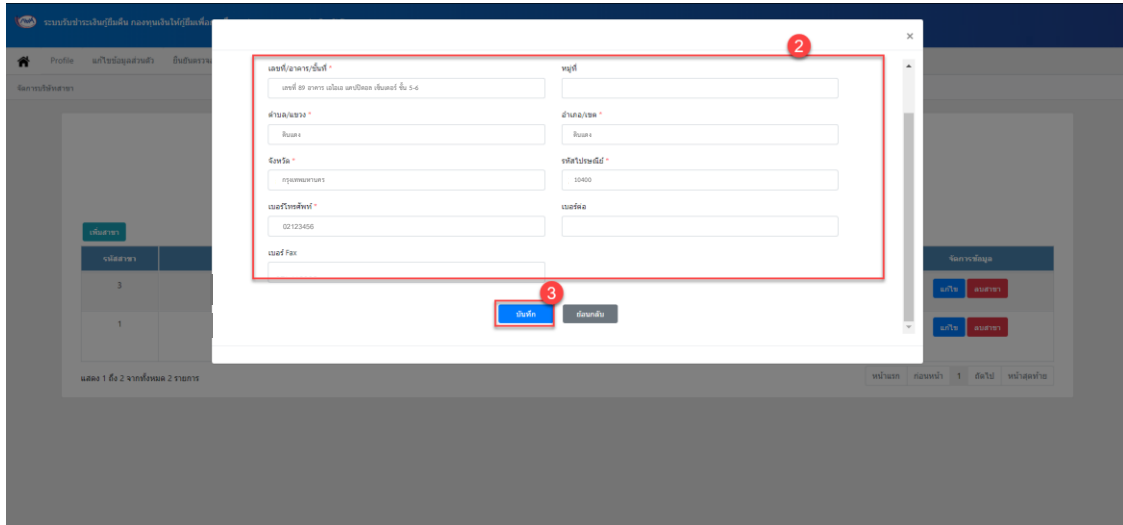 ระบบรับชำระเงินกู้ยืมคืน กองทุนเงินให้กู้ยืมเพื่อ
×
2
Profile แก้ไขข้อมูลส่วนตัว
จัดการบริษัทสาขา
เลขที่/อาคาร/ชั้นที่ *
หมู่ที่
เลขที่ 89 อาคาร เอไอเอ แคปปิตอล เซ็นเตอร์ ชั้น 5-6
ตำบล/แขวง *
อำเภอ/เขต *
ดินแดง
ดินแดง
จังหวัด *
รหัสไปรษณีย์ *
กรุงเทพมหานคร
10400
เบอร์โทรศัพท์ *
เบอร์ต่อ
02123456
เพิ่มสาขา
เบอร์ Fax
รหัสสาขา
จัดการข้อมูล
3
แก้ไข ลบสาขา
3
บันทึก ย้อนกลับ
1
แก้ไข ลบสาขา
แสดง 1 ถึง 2 จากทั้งหมด 2 รายการ
หน้าแรก ก่อนหน้า 1 ถัดไป หน้าสุดท้าย